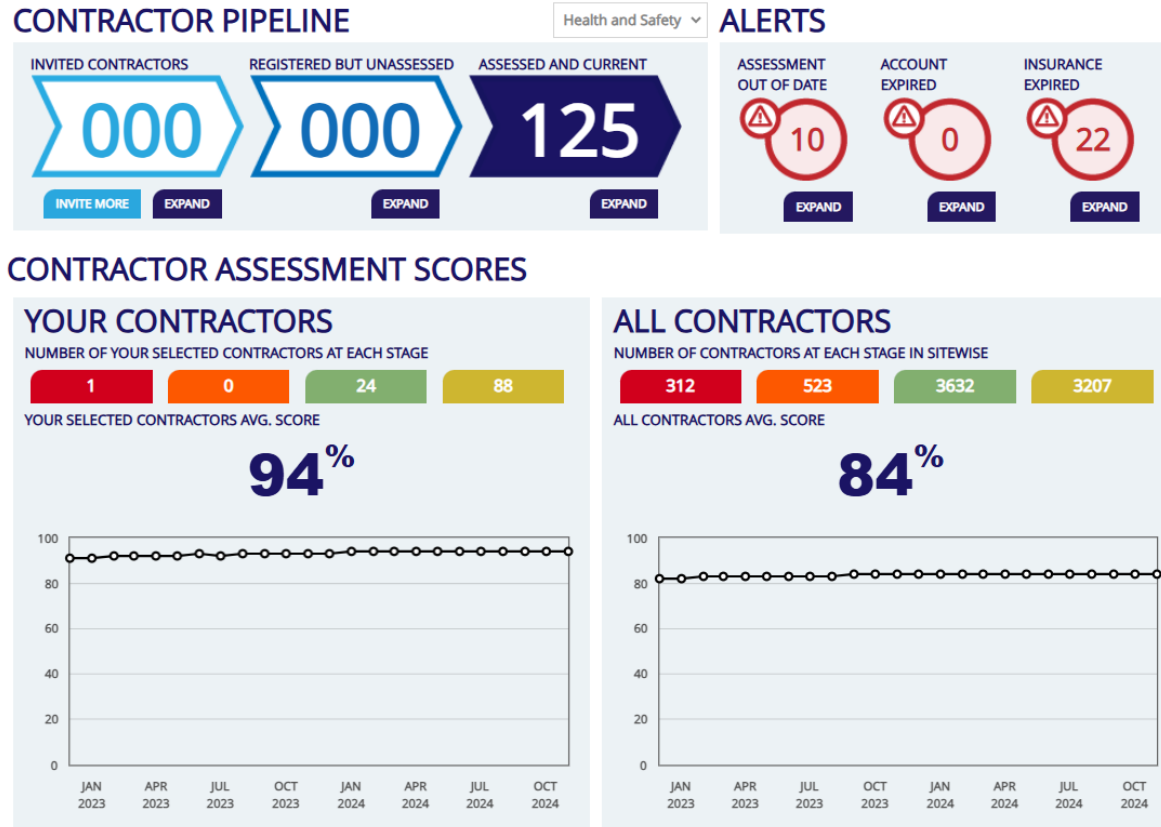 CONTRACTOR PIPELINE
Health and Safety
INVITED CONTRACTORS
REGISTERED BUT UNASSESSED
ASSESSED AND CURRENT
000
000
125
INVITE MORE
EXPAND
EXPAND
EXPAND
ALERTS
ASSESSMENT
OUT OF DATE
ACCOUNT
EXPIRED
INSURANCE
EXPIRED
10
0
22
EXPAND
EXPAND
EXPAND
CONTRACTOR ASSESSMENT SCORES
YOUR CONTRACTORS
NUMBER OF YOUR SELECTED CONTRACTORS AT EACH STAGE
1
0
24
88
YOUR SELECTED CONTRACTORS AVG. SCORE
94%
100
80
60
40
20
0
JAN 2023
APR 2023
JUL 2023
OCT 2023
JAN 2024
APR 2024
JUL 2024
OCT 2024
ALL CONTRACTORS
NUMBER OF CONTRACTORS AT EACH STAGE IN SITEWISE
312
523
3632
3207
ALL CONTRACTORS AVG. SCORE
84%
100
80
60
40
20
0
JAN 2023
APR 2023
JUL 2023
OCT 2023
JAN 2024
APR 2024
JUL 2024
OCT 2024